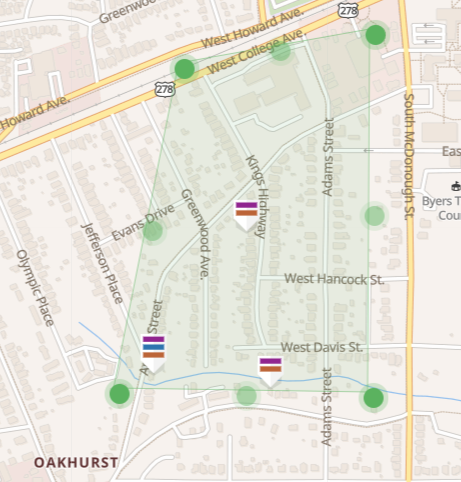 Greenwood
278
West Howard Ave.
West College Ave.
278
Howard Ave.
South McDonough St.
Adams Street
Eas
Kings Highway
Byers T
Cou
Greenwood Ave.
Evans Drive
Jefferson Place
Olympic Place
West Hancock St.
A
Street
West Davis St.
Adams Street
OAKHURST